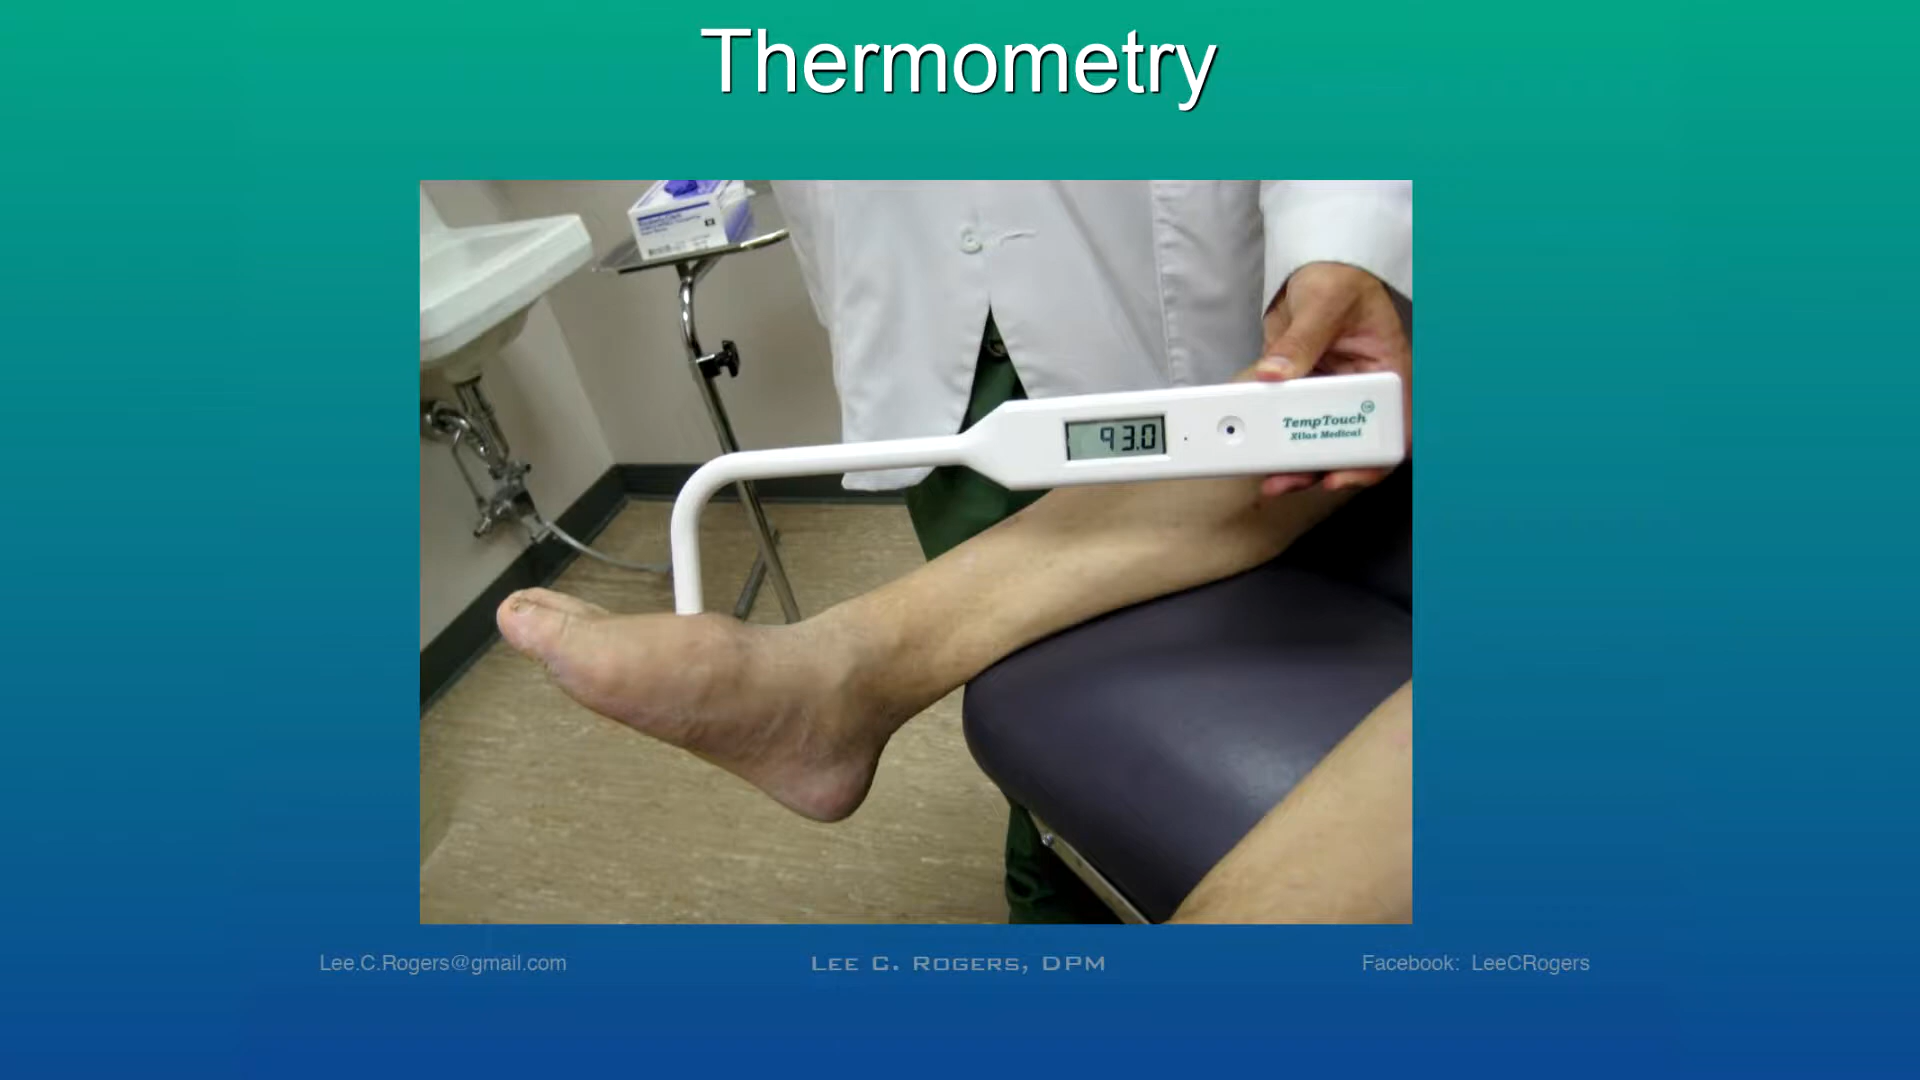 Thermometry
93.0
TempTouch
Xilas Medical
Lee.C.Rogers@gmail.com
Lee C. Rogers, DPM
Facebook: LeeCRogers